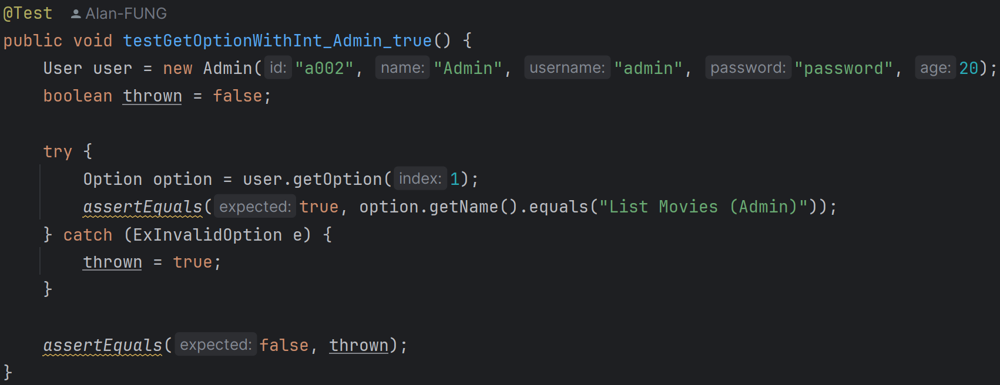 @Test Alan-FUNG
public void testGetOptionWithInt_Admin_true() {
User user = new Admin( id: "a002", name: "Admin", username: "admin", password: "password", age: 20);
boolean thrown = false;
try {
Option option = user.getOption( index: 1);
assertEquals( expected: true, option.getName().equals("List Movies (Admin)"));
} catch (ExInvalidOption e) {
thrown = true;
}
assertEquals( expected: false, thrown);
}